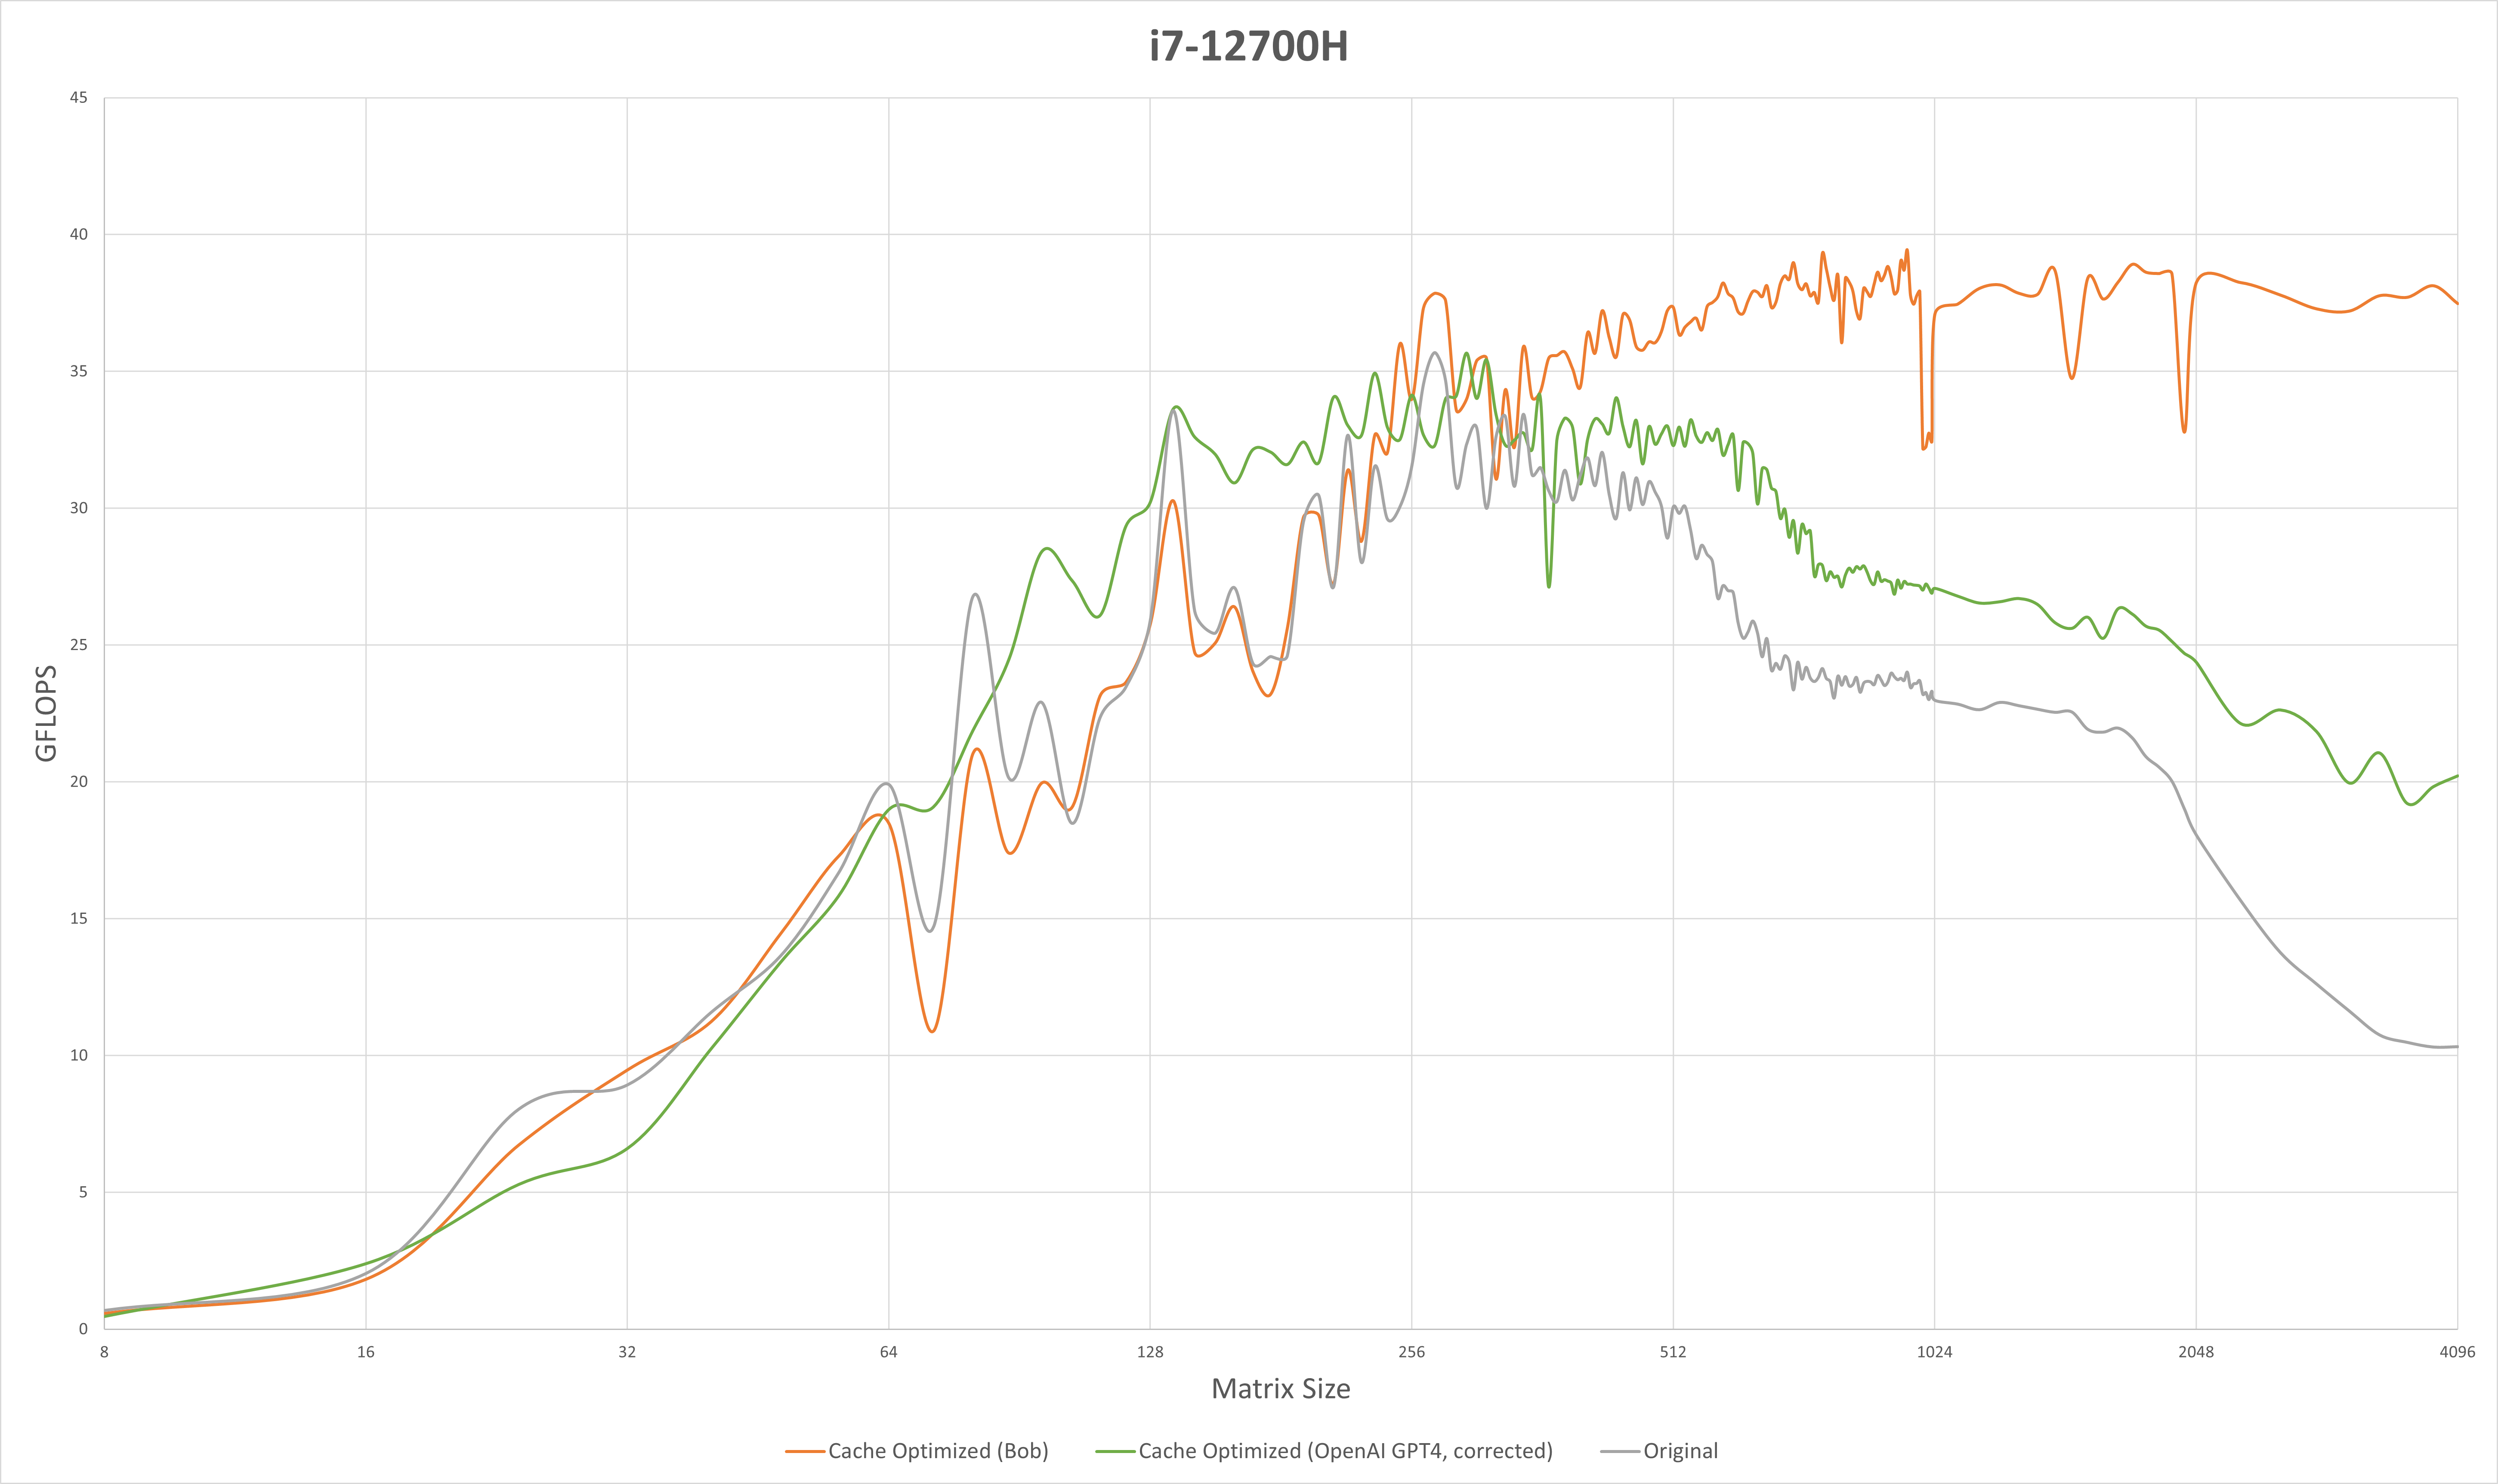 i7-12700H
45
40
35
30
25
20
15
10
5
0
GFLOPS
8 16 32 64 128 256 512 1024 2048 4096
Matrix Size
Cache Optimized (Bob) Cache Optimized (OpenAI GPT4, corrected) Original